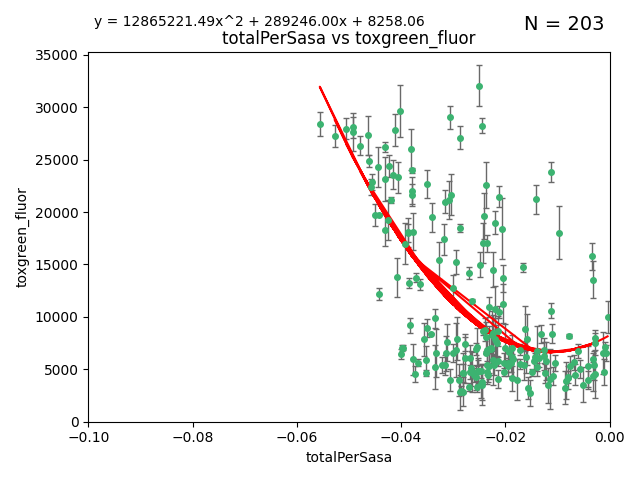 y = 12865221.49x^2 + 289246.00x + 8258.06
N = 203
totalPerSasa vs toxgreen_fluor
35000
30000
25000
20000
15000
10000
5000
0
toxgreen_fluor
−0.10 −0.08 −0.06 −0.04 −0.02 0.00
totalPerSasa